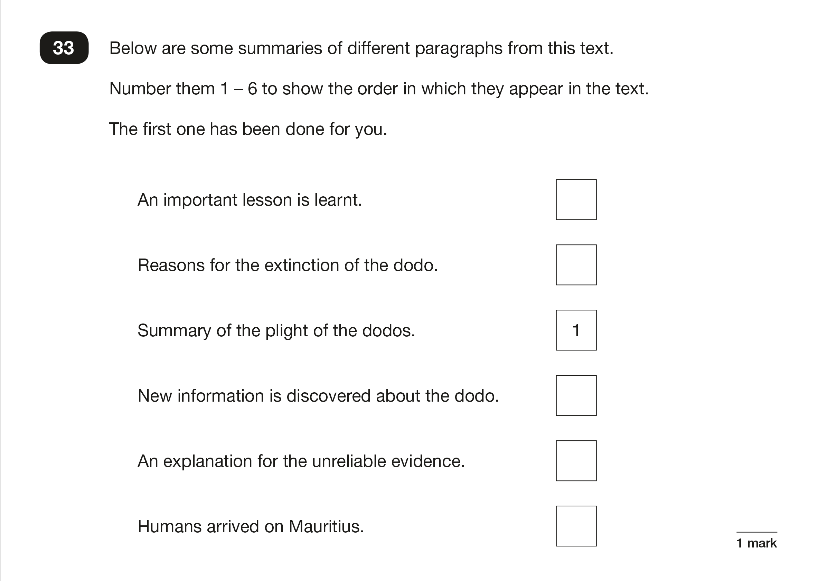 33 Below are some summaries of different paragraphs from this text.
Number them 1 – 6 to show the order in which they appear in the text.
The first one has been done for you.
An important lesson is learnt.
Reasons for the extinction of the dodo.
Summary of the plight of the dodos. 1
New information is discovered about the dodo.
An explanation for the unreliable evidence.
Humans arrived on Mauritius.
1 mark